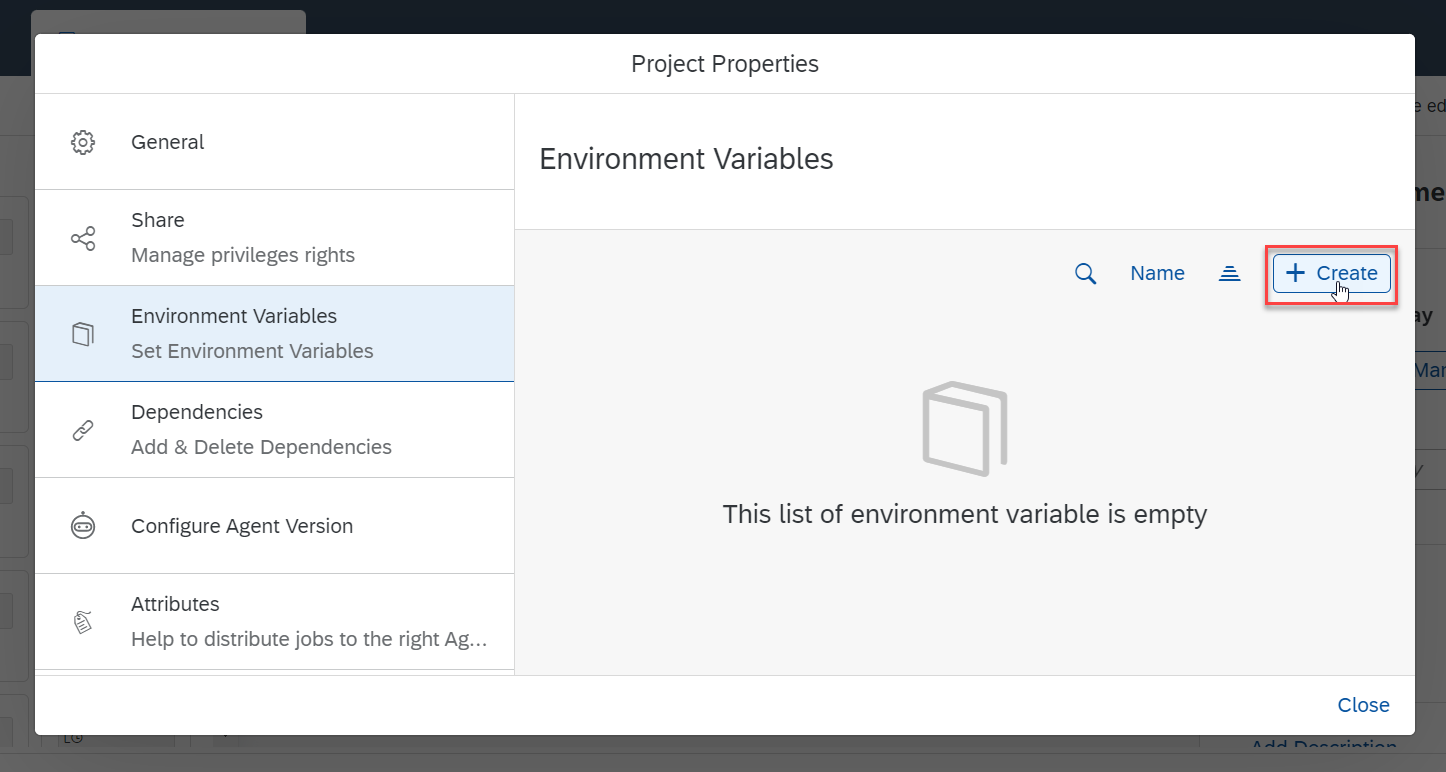 Project Properties
General
Share
Manage privileges rights
Environment Variables
Set Environment Variables
Dependencies
Add & Delete Dependencies
Configure Agent Version
Attributes
Help to distribute jobs to the right Ag...
Environment Variables
Name
Create
This list of environment variable is empty
Close
Add Description